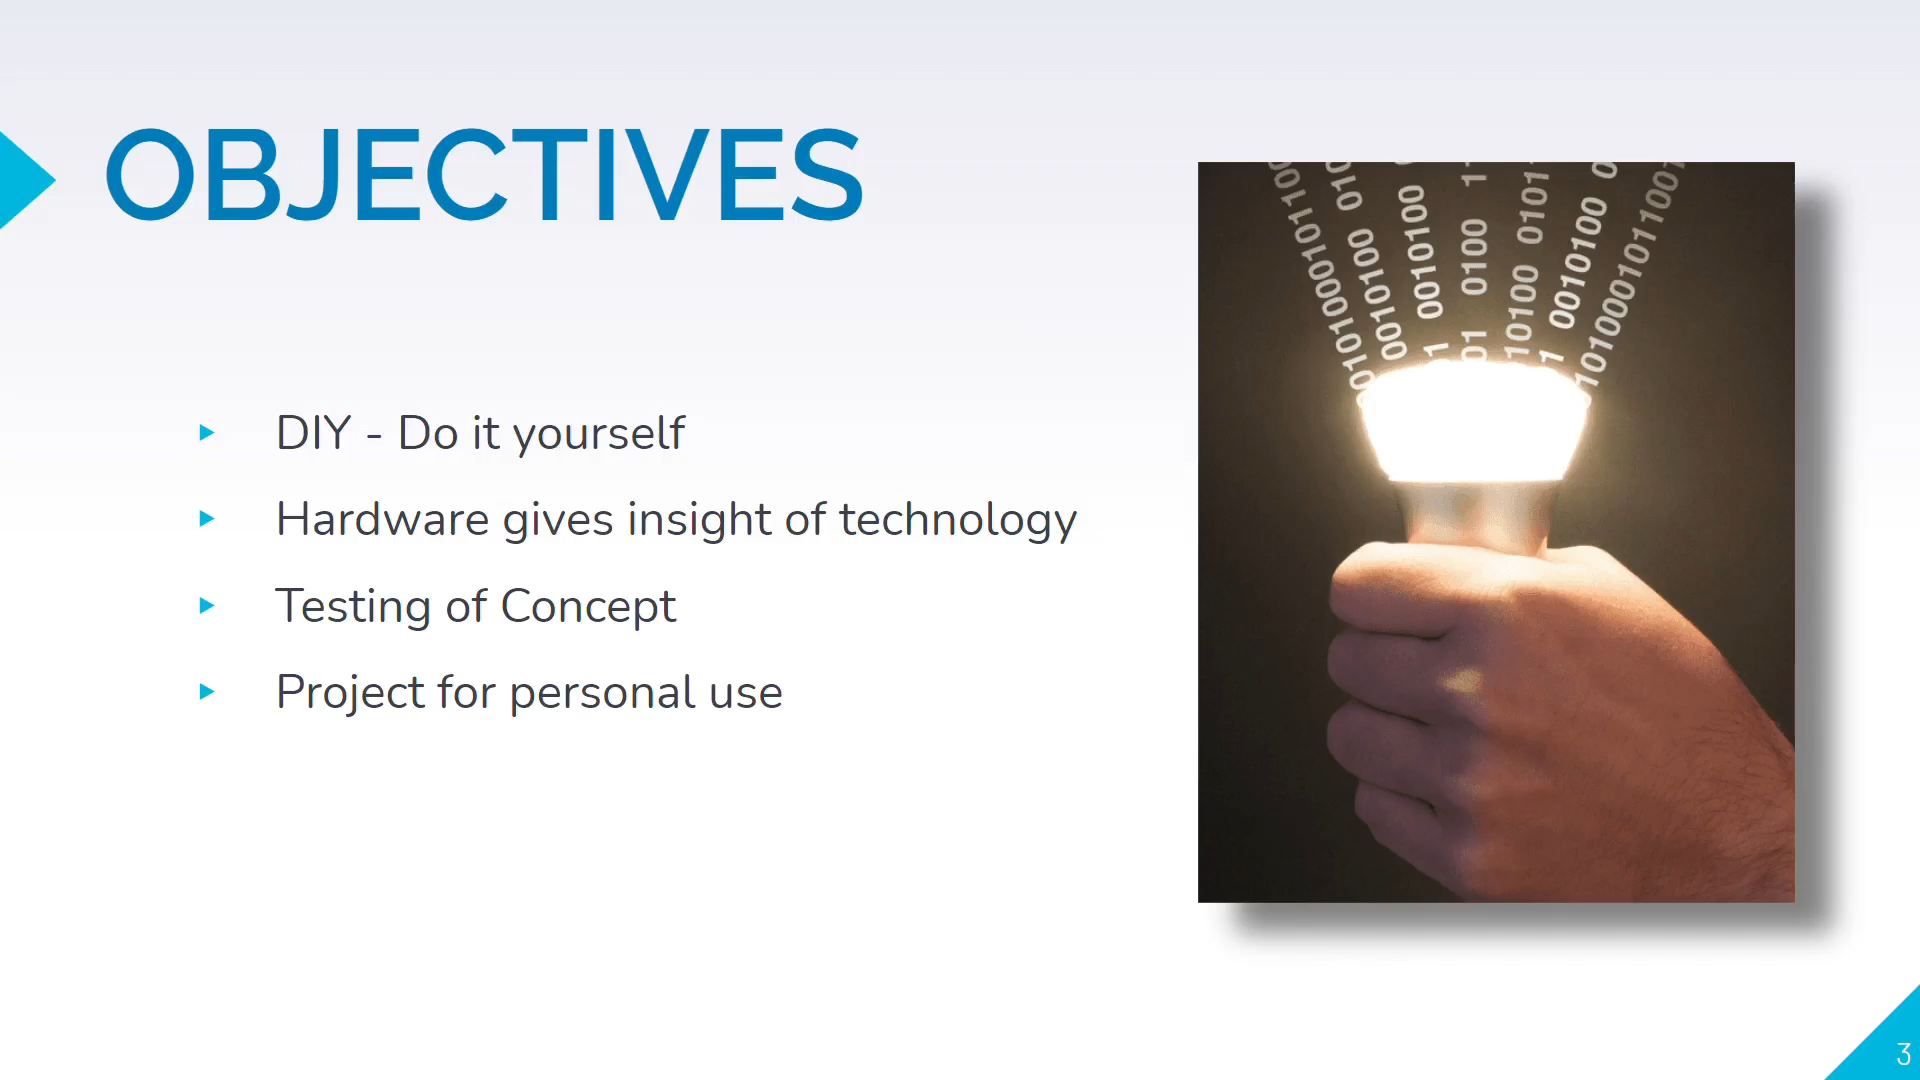 OBJECTIVES
DIY - Do it yourself
Hardware gives insight of technology
Testing of Concept
Project for personal use
3